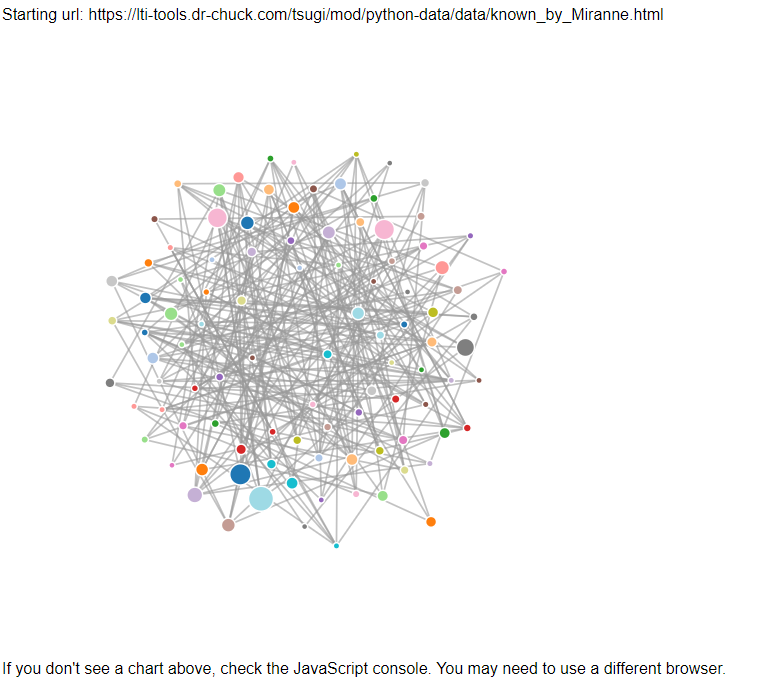 Starting url: https://lti-tools.dr-chuck.com/tsugi/mod/python-data/data/known_by_Miranne.html
If you don't see a chart above, check the JavaScript console. You may need to use a different browser.